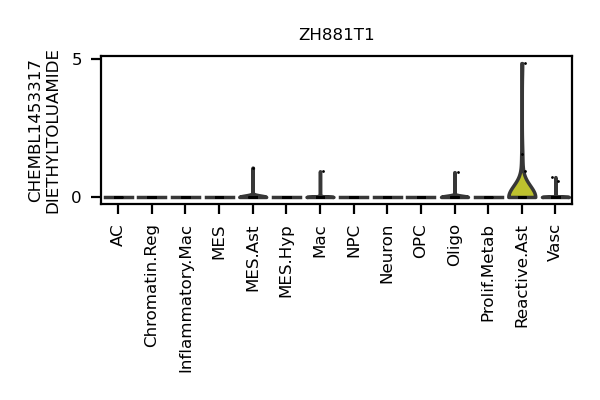 ZH881T1
CHEMBL1453317
DIETHYLTOLUAMIDE
5
0
AC
Chromatin.Reg
Inflammatory.Mac
MES
MES.Ast
MES.Hyp
Mac
NPC
Neuron
OPC
Oligo
Prolif.Metab
Reactive.Ast
Vasc